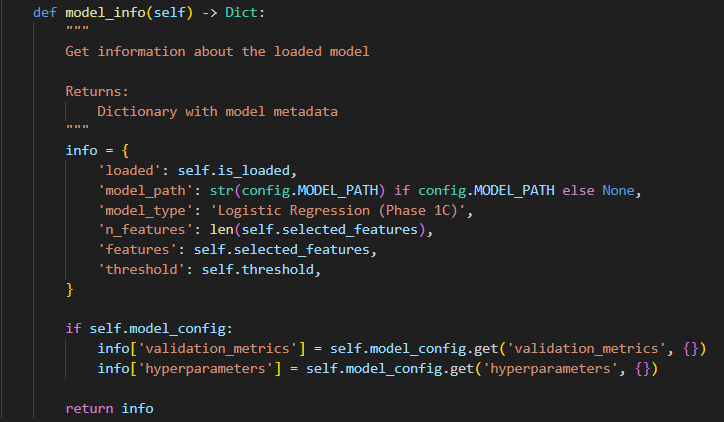 def model_info(self) -> Dict:
    """
    Get information about the loaded model

    Returns:
        Dictionary with model metadata
    """
    info = {
        'loaded': self.is_loaded,
        'model_path': str(config.MODEL_PATH) if config.MODEL_PATH else None,
        'model_type': 'Logistic Regression (Phase 1C)',
        'n_features': len(self.selected_features),
        'features': self.selected_features,
        'threshold': self.threshold,
    }

    if self.model_config:
        info['validation_metrics'] = self.model_config.get('validation_metrics', {})
        info['hyperparameters'] = self.model_config.get('hyperparameters', {})

    return info